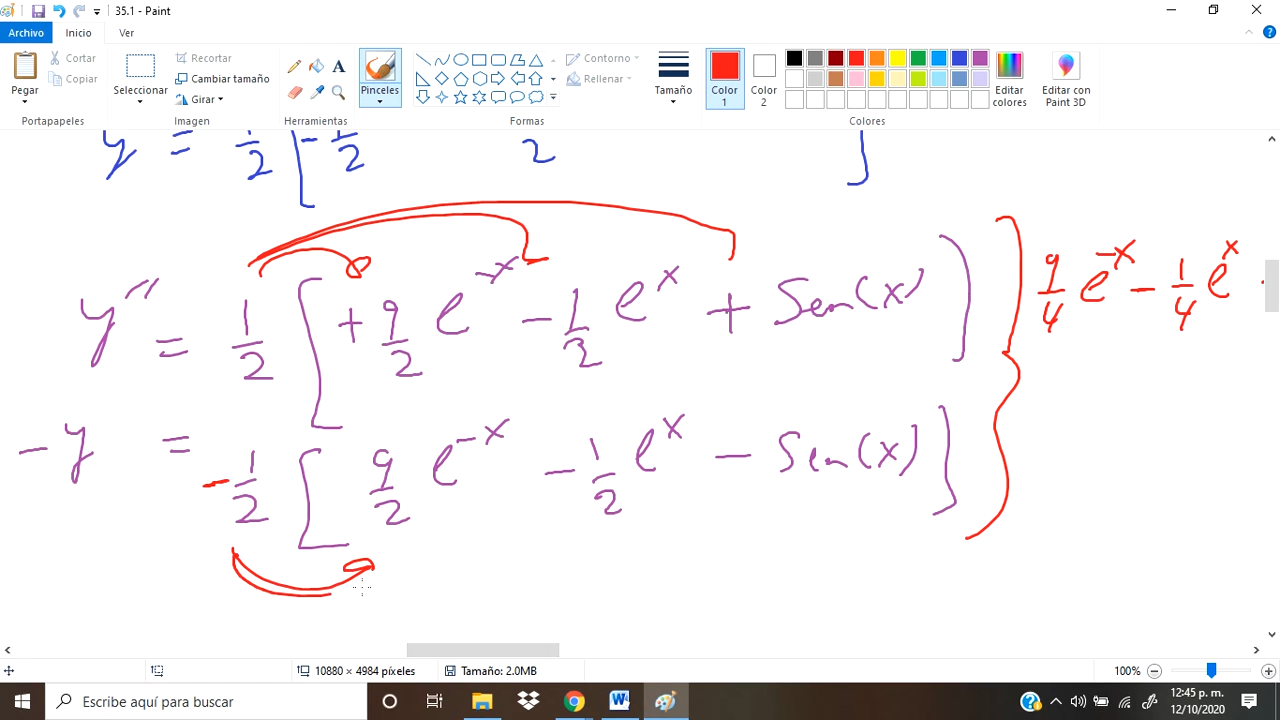 35.1 - Paint
Archivo Inicio Ver
Pegar Cortar Copiar Portapapeles
Seleccionar Recortar Cambiar tamaño Girar Imagen
A Herramientas
Pinceles
Contorno Rellenar Formas
Tamaño
Color 1
Color 2
Editar colores
Editar con Paint 3D
Colores
y = 1/2 [ - 1/2 2 ]
y'' = 1/2 [ + 9/2 e^-x - 1/2 e^x + Sen(x) ] } 9/4 e^-x - 1/4 e^x
-y = -1/2 [ 9/2 e^-x - 1/2 e^x - Sen(x) ]
10880 × 4984 píxeles Tamaño: 2.0MB 100%
Escribe aquí para buscar
12:45 p. m.
12/10/2020